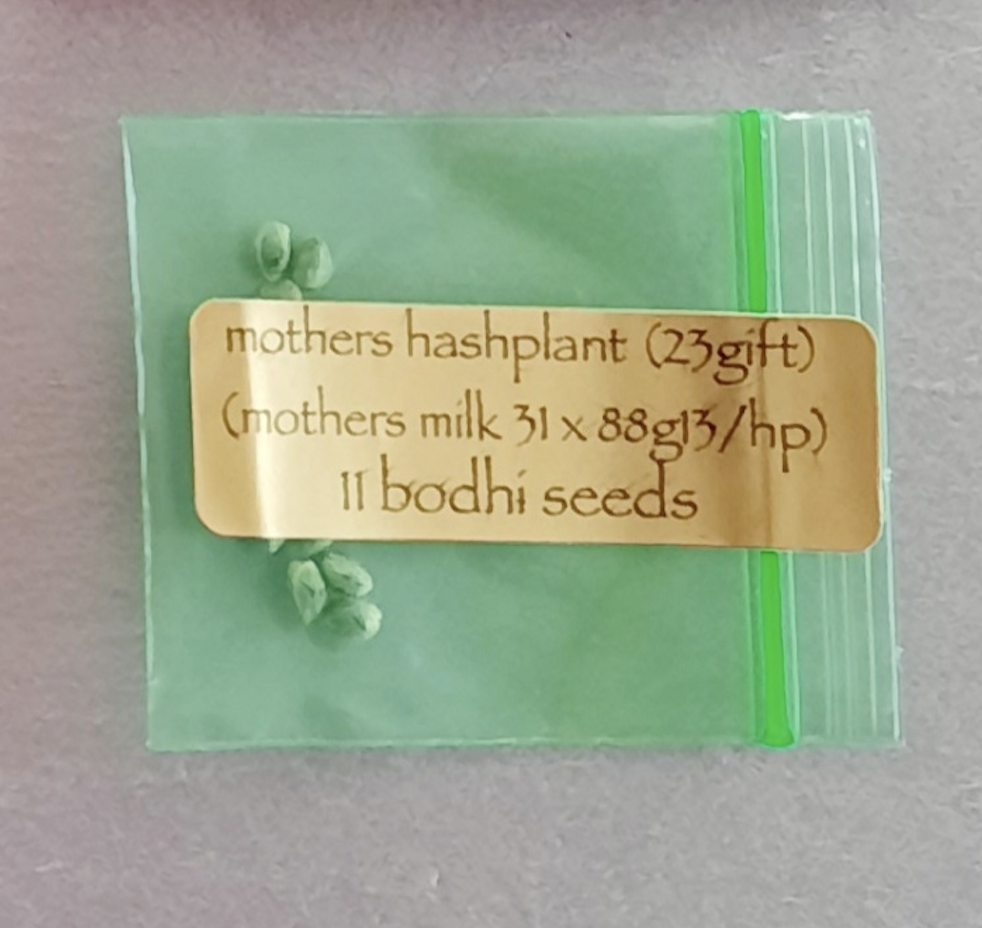 mothers hashplant (23gift)
(mothers milk 31 x 88g13/hp)
11 bodhi seeds